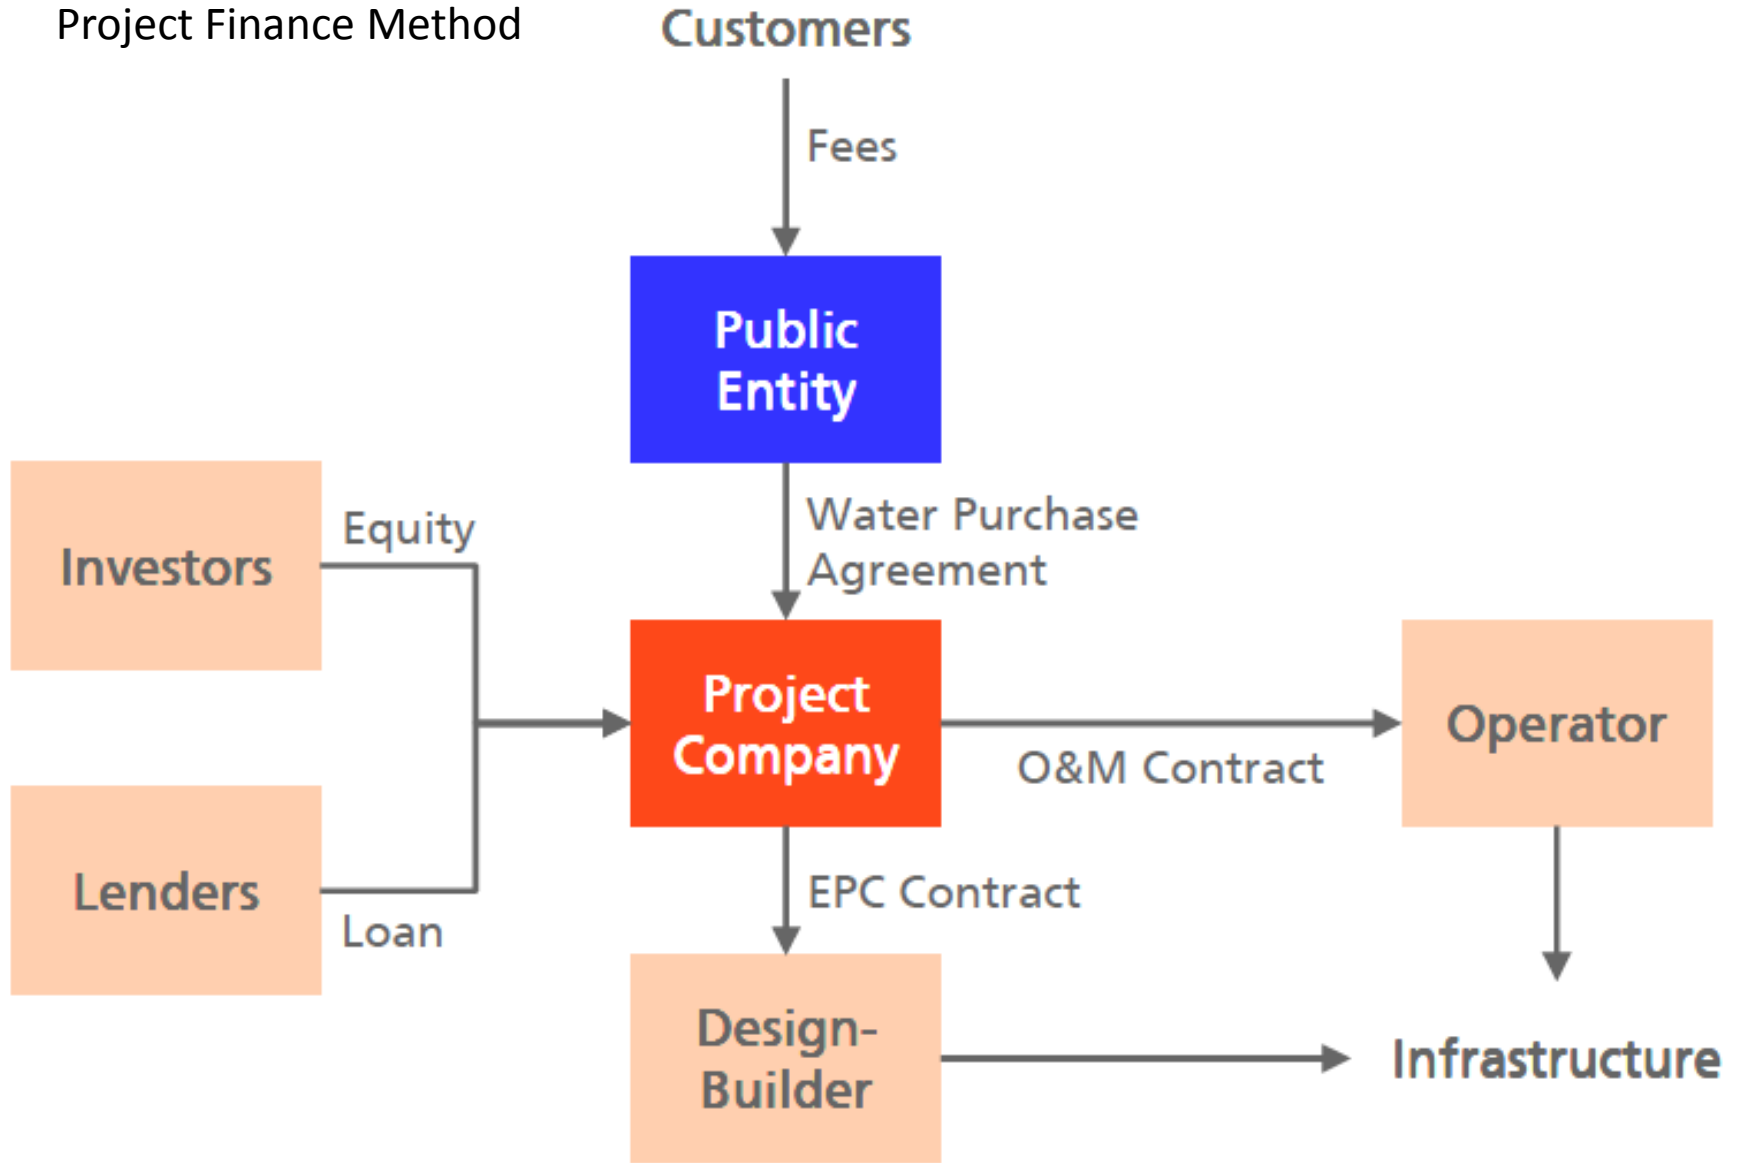 Project Finance Method
Customers
Fees
Public
Entity
Water Purchase
Agreement
Investors
Equity
Lenders
Loan
Project
Company
O&M Contract
Operator
EPC Contract
Design-
Builder
Infrastructure